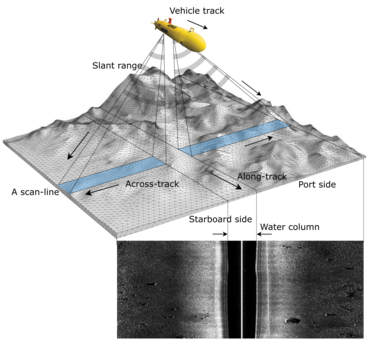 Vehicle track
Slant range
A scan-line
Across-track
Along-track
Port side
Starboard side
Water column